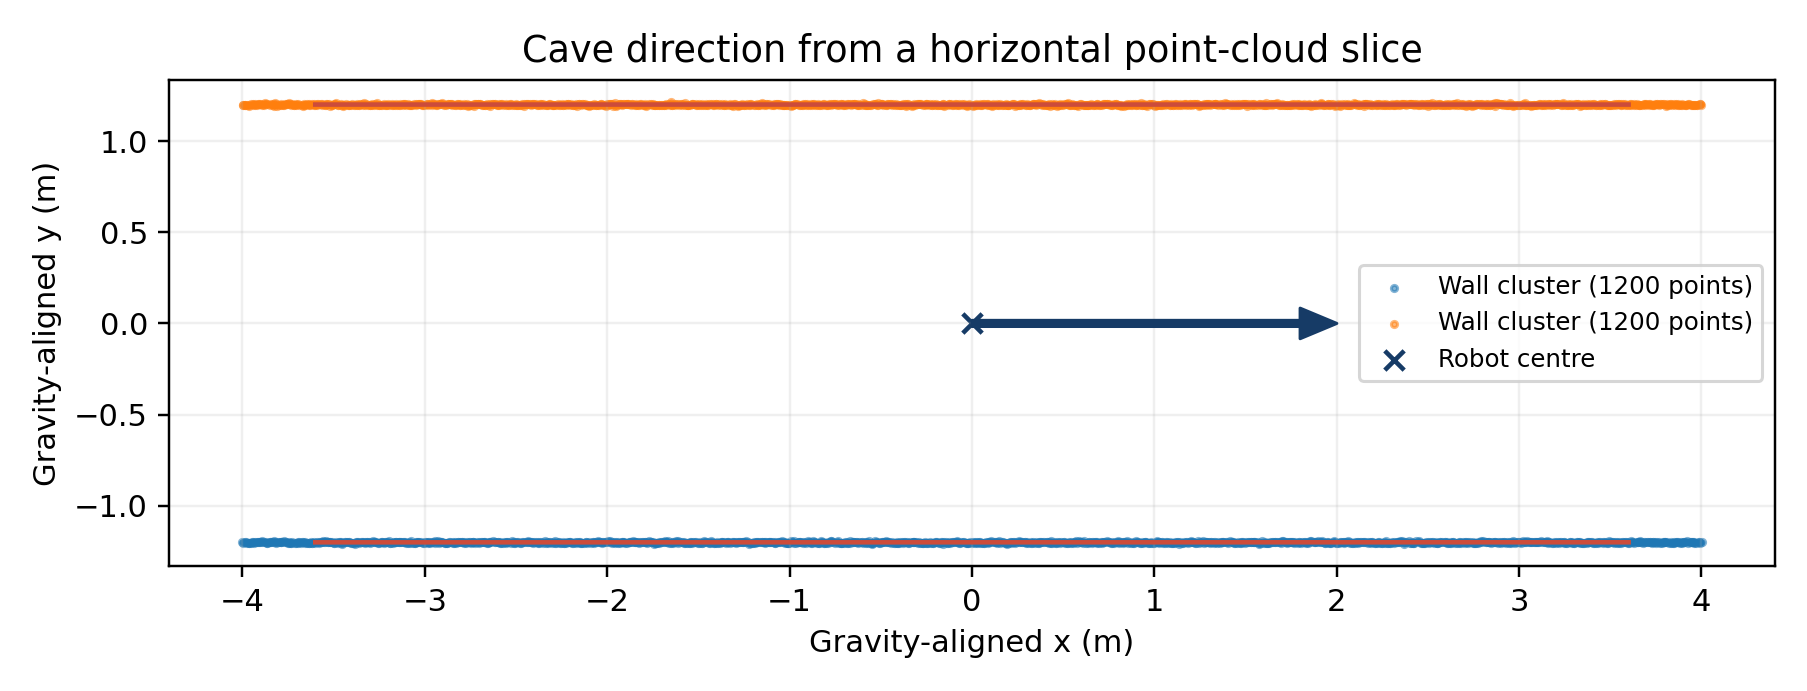 Cave direction from a horizontal point-cloud slice
Gravity-aligned y (m)
1.0
0.5
0.0
−0.5
−1.0
Wall cluster (1200 points)
Wall cluster (1200 points)
Robot centre
−4 −3 −2 −1 0 1 2 3 4
Gravity-aligned x (m)